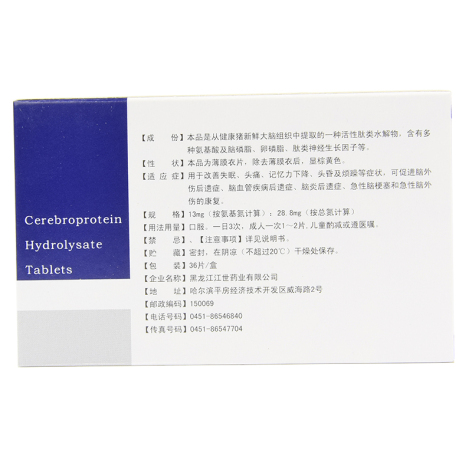 Cerebroprotein
Hydrolysate
Tablets
【成　份】本品是从健康猪新鲜大脑组织中提取的一种活性肽类水解物，含有多
种氨基酸及脑磷脂、卵磷脂、肽类神经生长因子等。
【性　状】本品为薄膜衣片，除去薄膜衣后，显棕黄色。
【适 应 症】用于改善失眠、头痛、记忆力下降、头昏及烦躁等症状，可促进脑外
伤后遗症、脑血管疾病后遗症、脑炎后遗症、急性脑梗塞和急性脑外
伤的康复。
【规　格】13mg（按氨基氮计算）；28.8mg（按总氮计算）
【用法用量】口服。一日3次，成人一次1~2片，儿童酌减或遵医嘱。
【禁　忌】、【注意事项】详见说明书。
【贮　藏】密封，在阴凉（不超过20℃）干燥处保存。
【包　装】36片/盒
【企业名称】黑龙江江世药业有限公司
【地　址】哈尔滨平房经济技术开发区威海路2号
【邮政编码】150069
【电话号码】0451-86546840
【传真号码】0451-86547704